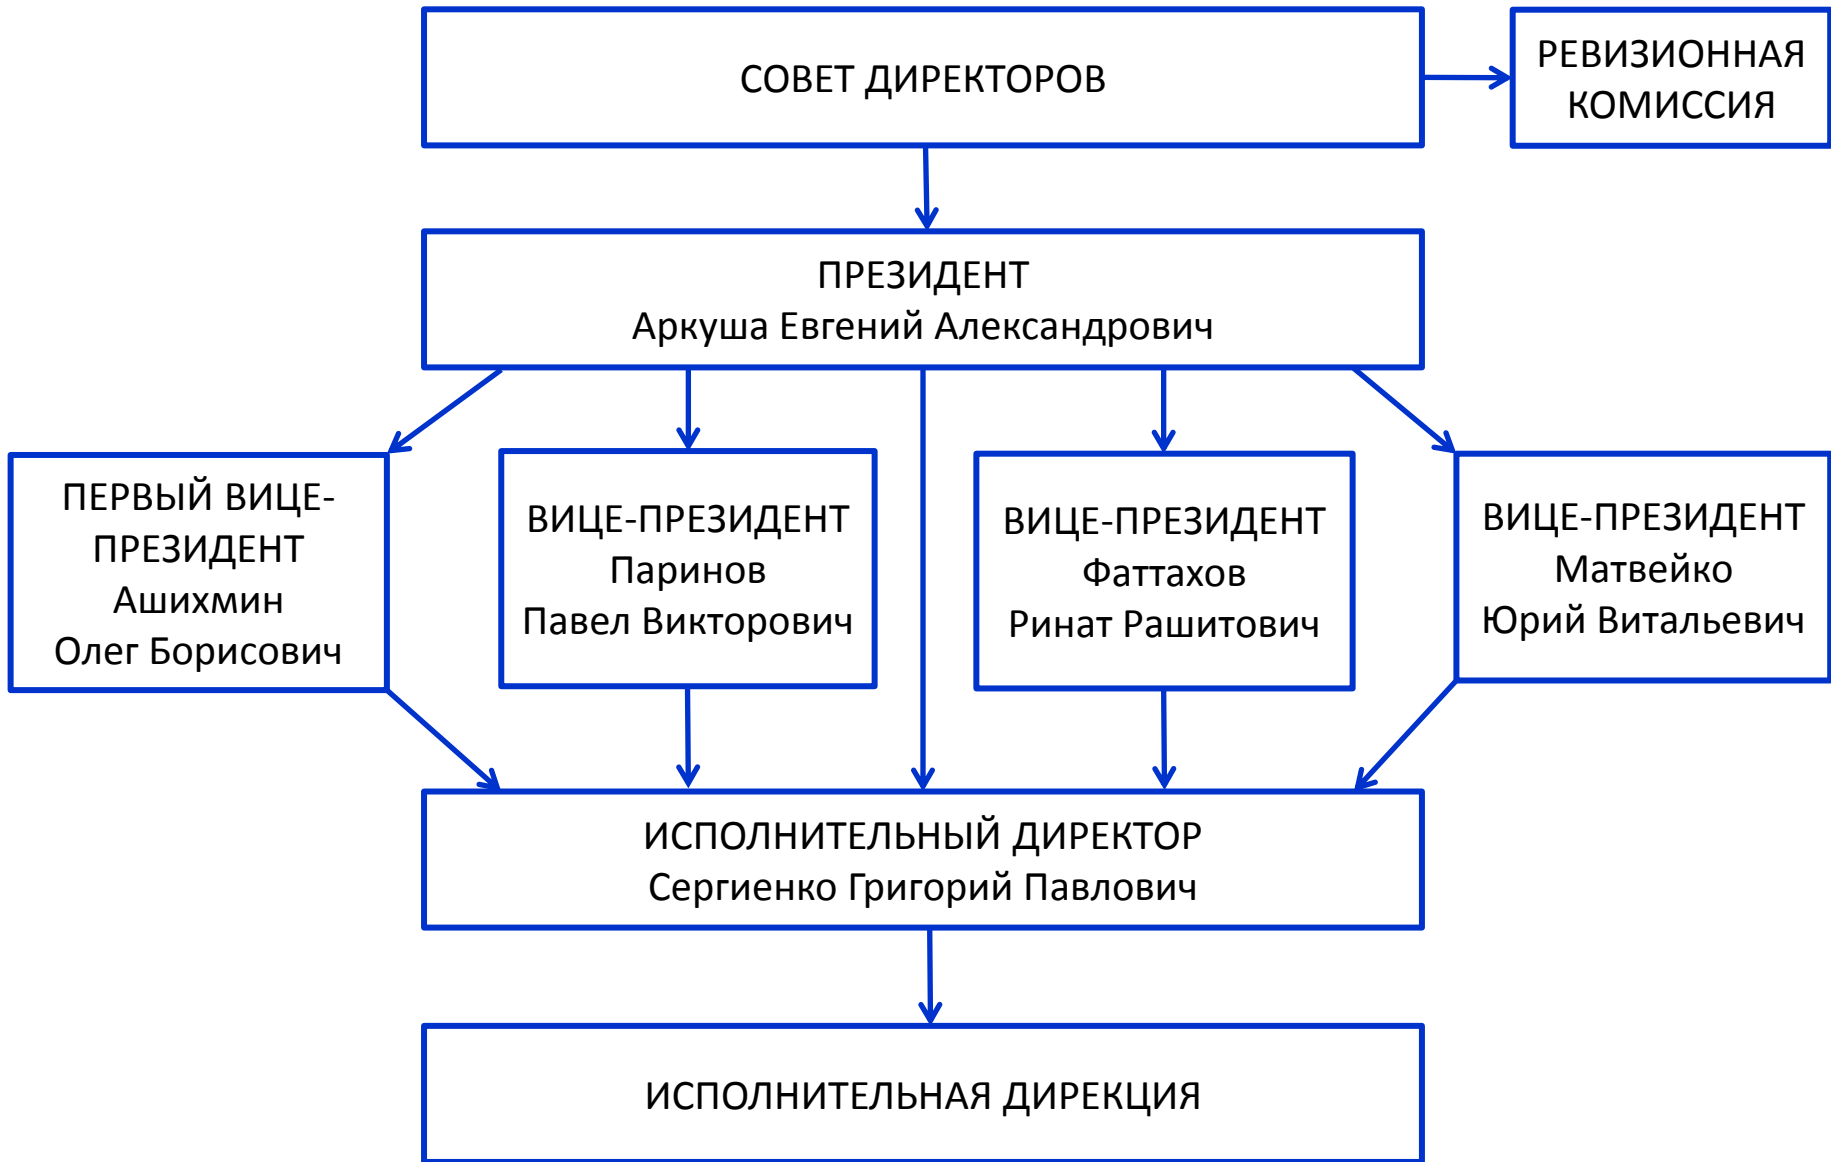 СОВЕТ ДИРЕКТОРОВ
РЕВИЗИОННАЯ
КОМИССИЯ
ПРЕЗИДЕНТ
Аркуша Евгений Александрович
ПЕРВЫЙ ВИЦЕ-
ПРЕЗИДЕНТ
Ашихмин
Олег Борисович
ВИЦЕ-ПРЕЗИДЕНТ
Паринов
Павел Викторович
ВИЦЕ-ПРЕЗИДЕНТ
Фаттахов
Ринат Рашитович
ВИЦЕ-ПРЕЗИДЕНТ
Матвейко
Юрий Витальевич
ИСПОЛНИТЕЛЬНЫЙ ДИРЕКТОР
Сергиенко Григорий Павлович
ИСПОЛНИТЕЛЬНАЯ ДИРЕКЦИЯ